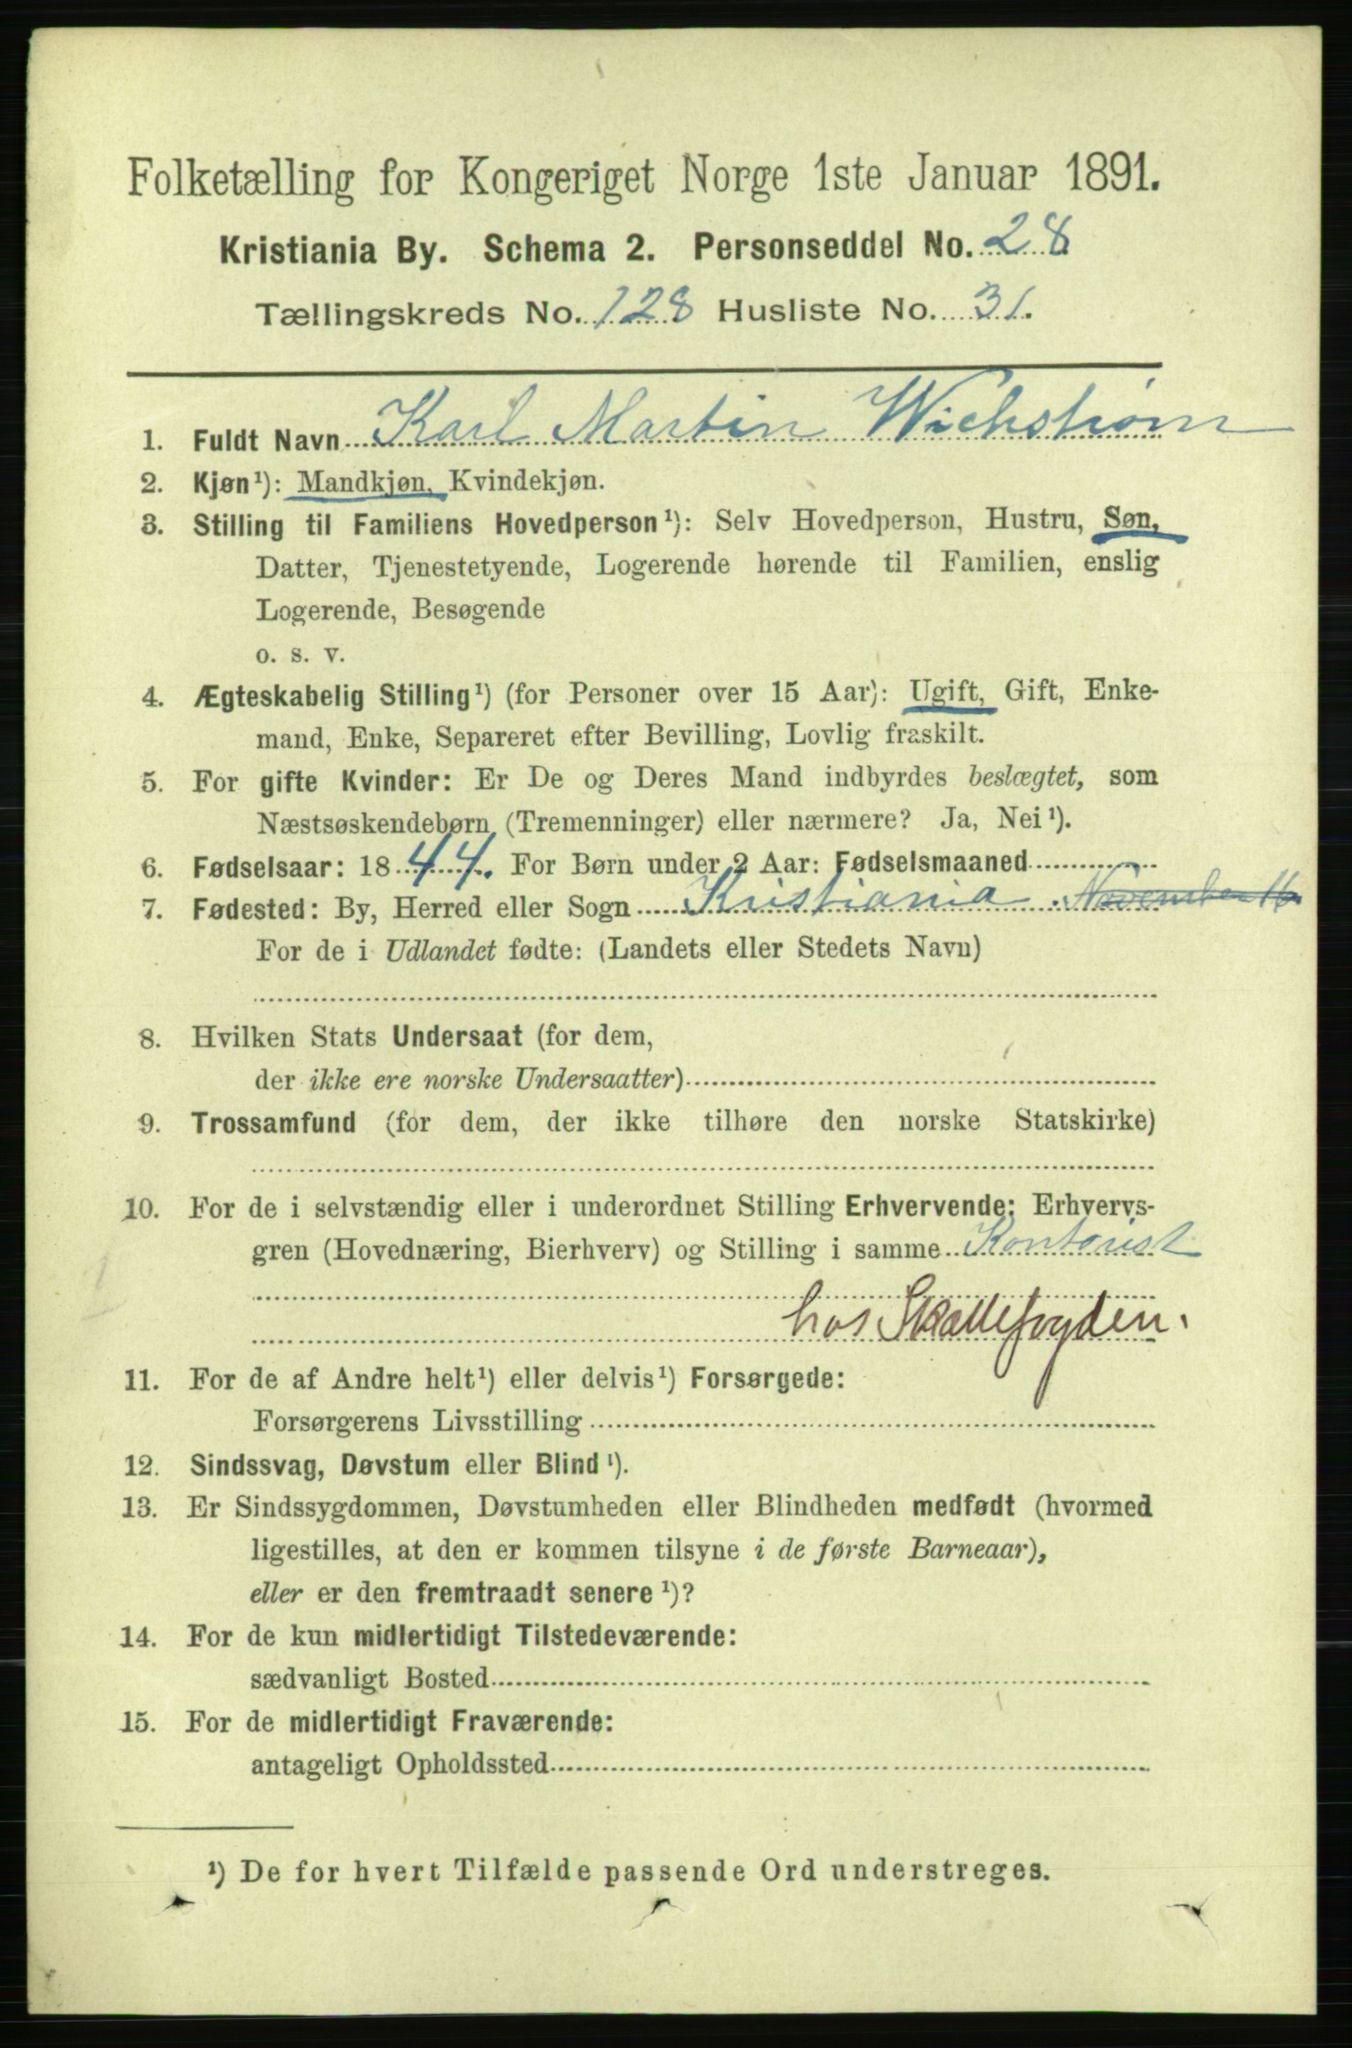 Folketælling for Kongeriget Norge 1ste Januar 1891.
Kristiania By. Schema 2. Personseddel No. 28
Tællingskreds No. 128 Husliste No. 31.
1. Fuldt Navn Karl Martin Wichstrøm
2. Kjøn¹): Mandkjøn, Kvindekjøn.
3. Stilling til Familiens Hovedperson¹): Selv Hovedperson, Hustru, Søn,
Datter, Tjenestetyende, Logerende hørende til Familien, enslig
Logerende, Besøgende
o. s. v.
4. Ægteskabelig Stilling¹) (for Personer over 15 Aar): Ugift, Gift, Enke-
mand, Enke, Separeret efter Bevilling, Lovlig fraskilt.
5. For gifte Kvinder: Er De og Deres Mand indbyrdes beslægtet, som
Næstsøskendebørn (Tremenninger) eller nærmere? Ja, Nei¹).
6. Fødselsaar: 1844. For Børn under 2 Aar: Fødselsmaaned
7. Fødested: By, Herred eller Sogn Kristiania November 16
For de i Udlandet fødte: (Landets eller Stedets Navn)
8. Hvilken Stats Undersaat (for dem,
der ikke ere norske Undersaatter)
9. Trossamfund (for dem, der ikke tilhøre den norske Statskirke)
10. For de i selvstændig eller i underordnet Stilling Erhvervende: Erhvervs-
gren (Hovednæring, Bierhverv) og Stilling i samme Kontorist
hos Skattefogden.
11. For de af Andre helt¹) eller delvis¹) Forsørgede:
Forsørgerens Livsstilling
12. Sindssvag, Døvstum eller Blind¹).
13. Er Sindssygdommen, Døvstumheden eller Blindheden medfødt (hvormed
ligestilles, at den er kommen tilsyne i de første Barneaar),
eller er den fremtraadt senere¹)?
14. For de kun midlertidigt Tilstedeværende:
sædvanligt Bosted
15. For de midlertidigt Fraværende:
antageligt Opholdssted
¹) De for hvert Tilfælde passende Ord understreges.